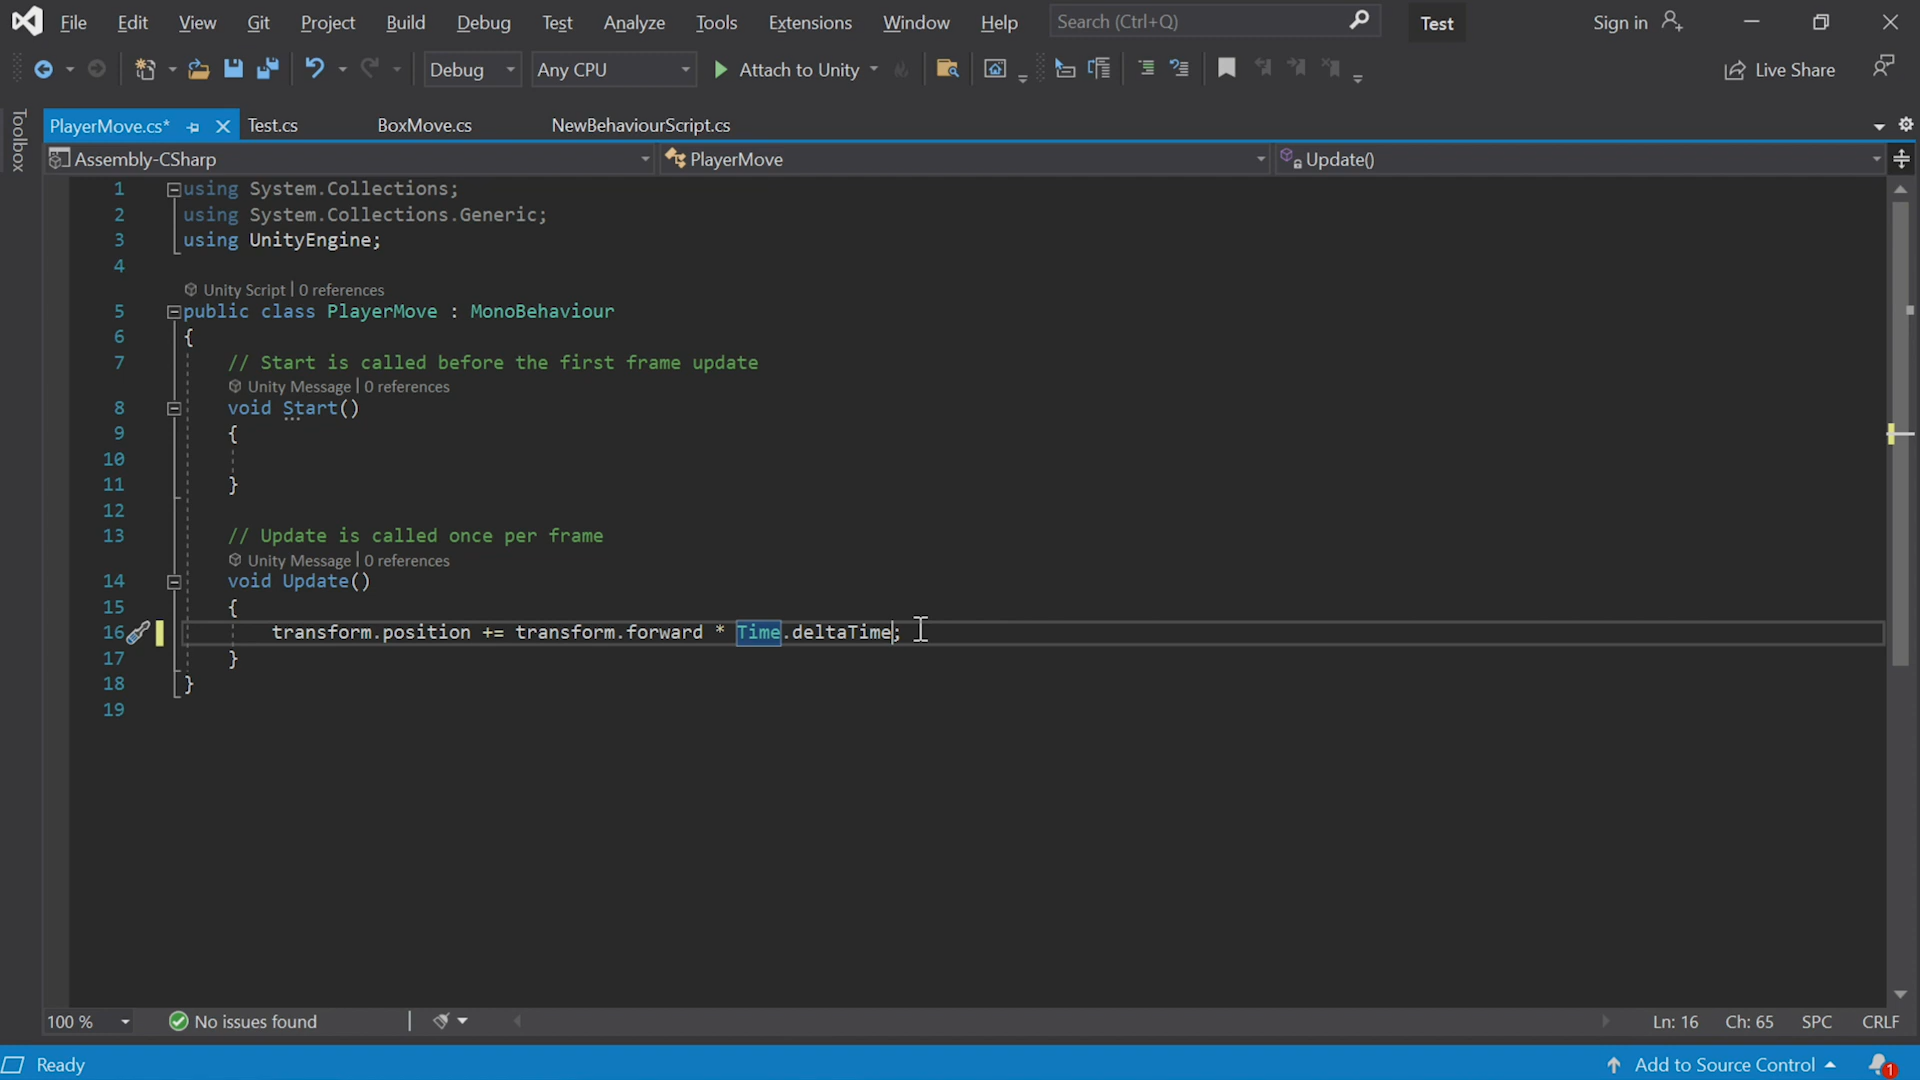 File Edit View Git Project Build Debug Test Analyze Tools Extensions Window Help Search (Ctrl+Q) Test Sign in
Debug Any CPU Attach to Unity Live Share
Toolbox
PlayerMove.cs* Test.cs BoxMove.cs NewBehaviourScript.cs
Assembly-CSharp PlayerMove Update()
1 using System.Collections;
2 using System.Collections.Generic;
3 using UnityEngine;
4
Unity Script | 0 references
5 public class PlayerMove : MonoBehaviour
6 {
7 // Start is called before the first frame update
Unity Message | 0 references
8 void Start()
9 {
10
11 }
12
13 // Update is called once per frame
Unity Message | 0 references
14 void Update()
15 {
16 transform.position += transform.forward * Time.deltaTime;
17 }
18 }
19
100 % No issues found Ln: 16 Ch: 65 SPC CRLF
Ready Add to Source Control 1